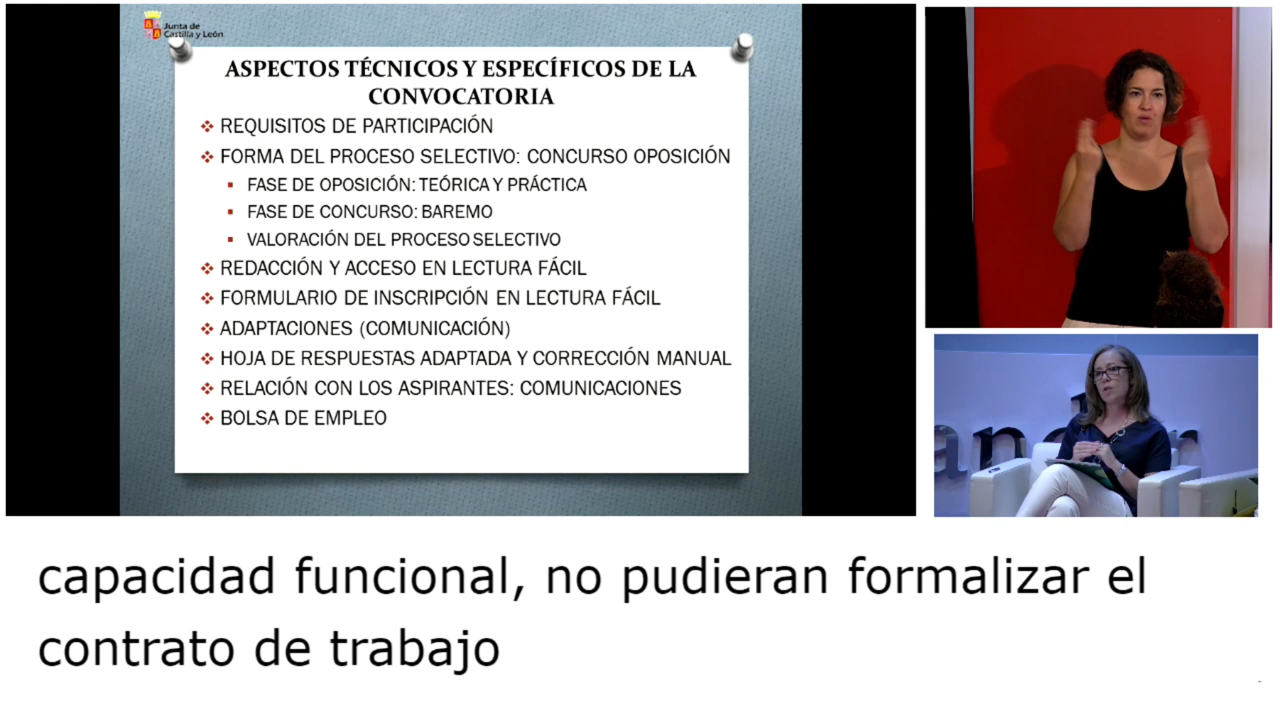 Junta de
Castilla y León
ASPECTOS TÉCNICOS Y ESPECÍFICOS DE LA
CONVOCATORIA
REQUISITOS DE PARTICIPACIÓN
FORMA DEL PROCESO SELECTIVO: CONCURSO OPOSICIÓN
FASE DE OPOSICIÓN: TEÓRICA Y PRÁCTICA
FASE DE CONCURSO: BAREMO
VALORACIÓN DEL PROCESO SELECTIVO
REDACCIÓN Y ACCESO EN LECTURA FÁCIL
FORMULARIO DE INSCRIPCIÓN EN LECTURA FÁCIL
ADAPTACIONES (COMUNICACIÓN)
HOJA DE RESPUESTAS ADAPTADA Y CORRECCIÓN MANUAL
RELACIÓN CON LOS ASPIRANTES: COMUNICACIONES
BOLSA DE EMPLEO
capacidad funcional, no pudieran formalizar el
contrato de trabajo